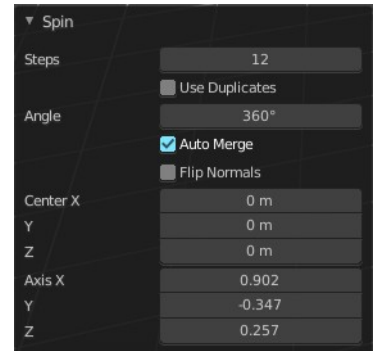 Spin
Steps 12
Use Duplicates
Angle 360°
Auto Merge
Flip Normals
Center X 0 m
Y 0 m
Z 0 m
Axis X 0.902
Y -0.347
Z 0.257